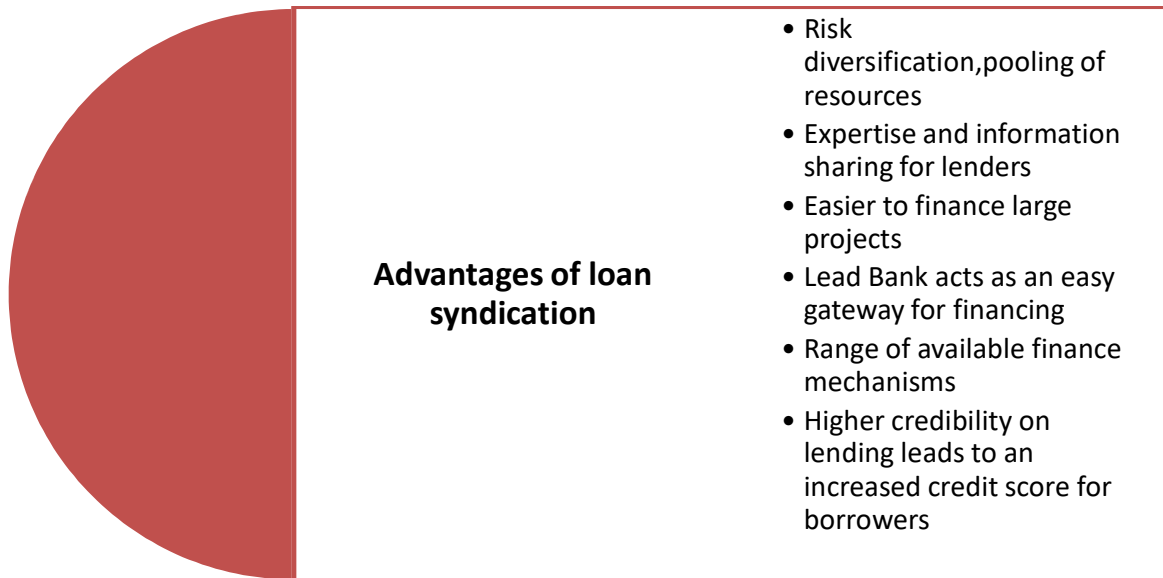 Advantages of loan
syndication
• Risk
diversification,pooling of
resources
• Expertise and information
sharing for lenders
• Easier to finance large
projects
• Lead Bank acts as an easy
gateway for financing
• Range of available finance
mechanisms
• Higher credibility on
lending leads to an
increased credit score for
borrowers